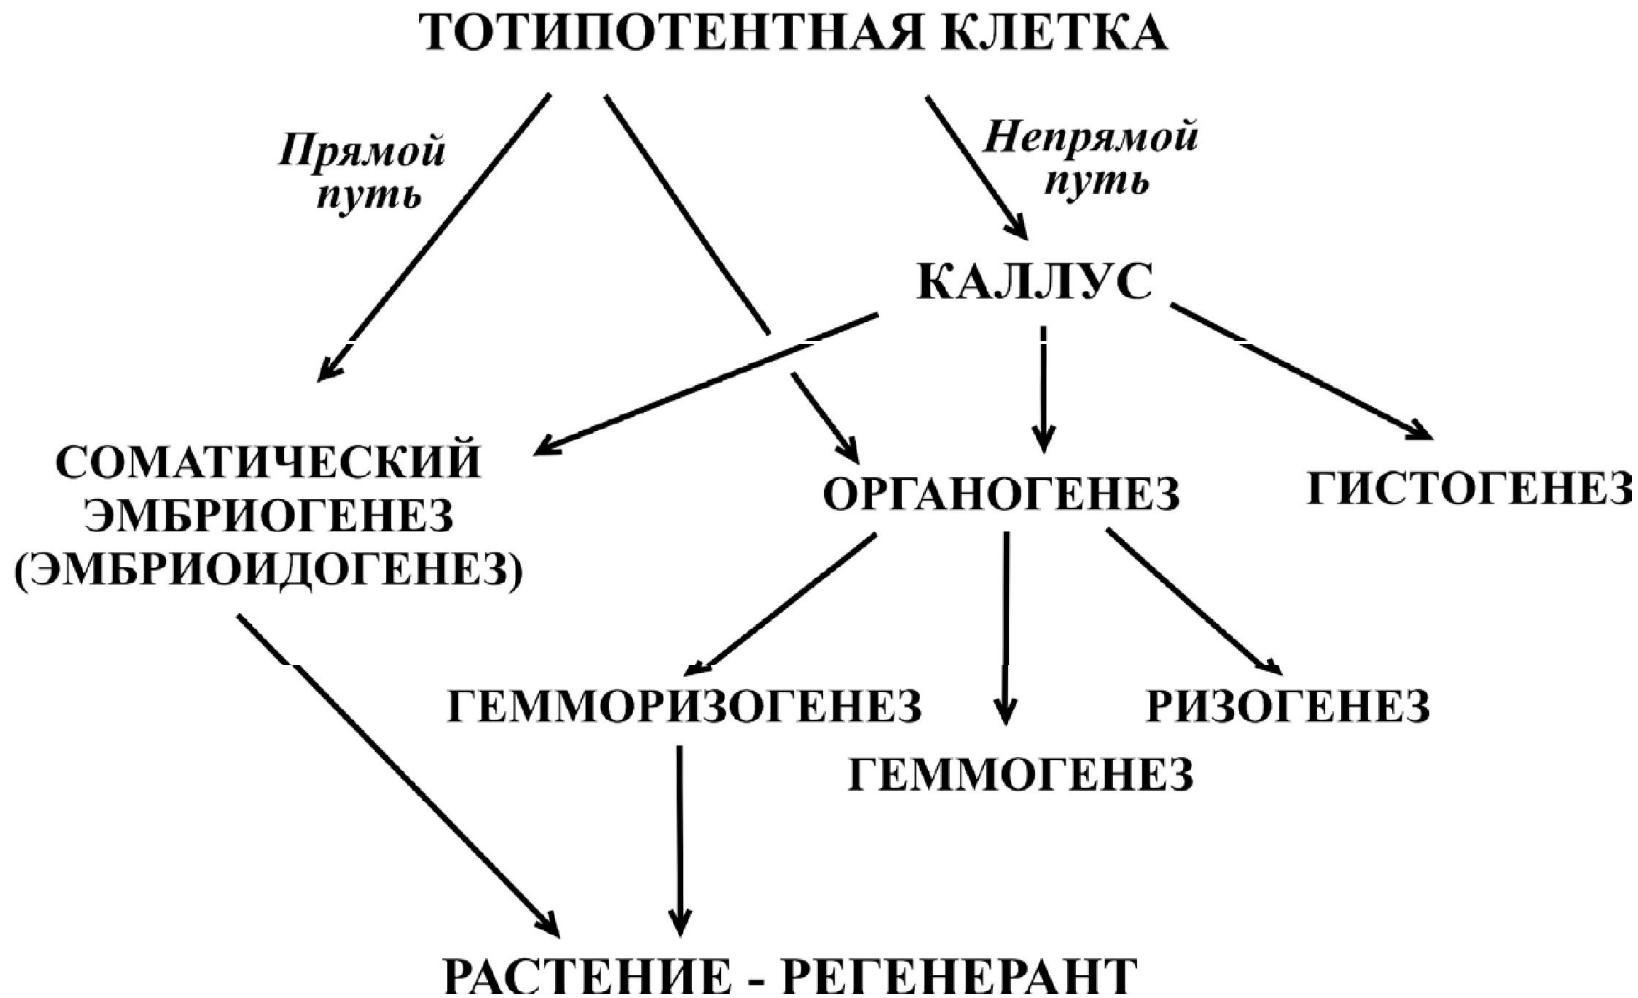 ТОТИПОТЕНТНАЯ КЛЕТКА
Прямой
путь
Непрямой
путь
КАЛЛУС
СОМАТИЧЕСКИЙ
ЭМБРИОГЕНЕЗ
(ЭМБРИОИДОГЕНЕЗ)
ОРГАНОГЕНЕЗ
ГИСТОГЕНЕЗ
ГЕММОРИЗОГЕНЕЗ
ГЕММОГЕНЕЗ
РИЗОГЕНЕЗ
РАСТЕНИЕ - РЕГЕНЕРАНТ